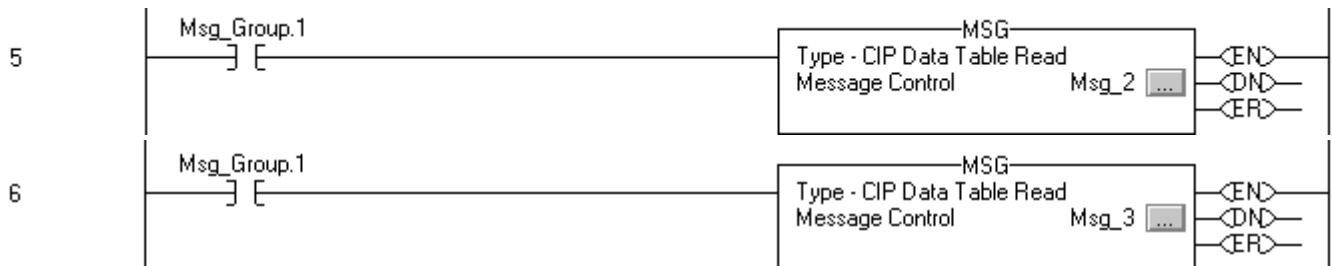 Msg_Group.1
MSG
5
Type - CIP Data Table Read
EN
Message Control Msg_2 ...
DN
ER
Msg_Group.1
MSG
6
Type - CIP Data Table Read
EN
Message Control Msg_3 ...
DN
ER